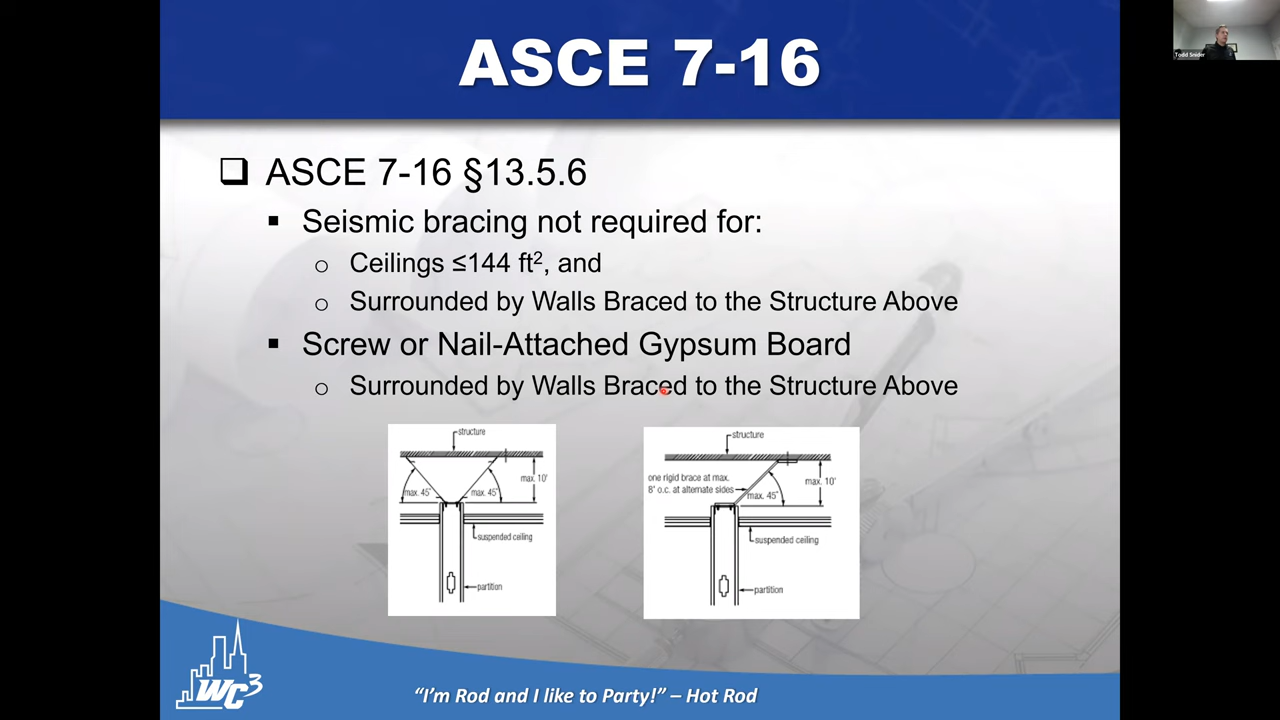 ASCE 7-16
Todd Snider
❑ ASCE 7-16 §13.5.6
▪ Seismic bracing not required for:
o Ceilings ≤144 ft², and
o Surrounded by Walls Braced to the Structure Above
▪ Screw or Nail-Attached Gypsum Board
o Surrounded by Walls Braced to the Structure Above
structure
max. 10'
max. 45°
max. 45°
suspended ceiling
partition
structure
one rigid brace at max.
8' o.c. at alternate sides
max. 45°
max. 10'
suspended ceiling
partition
WC3
“I’m Rod and I like to Party!” – Hot Rod